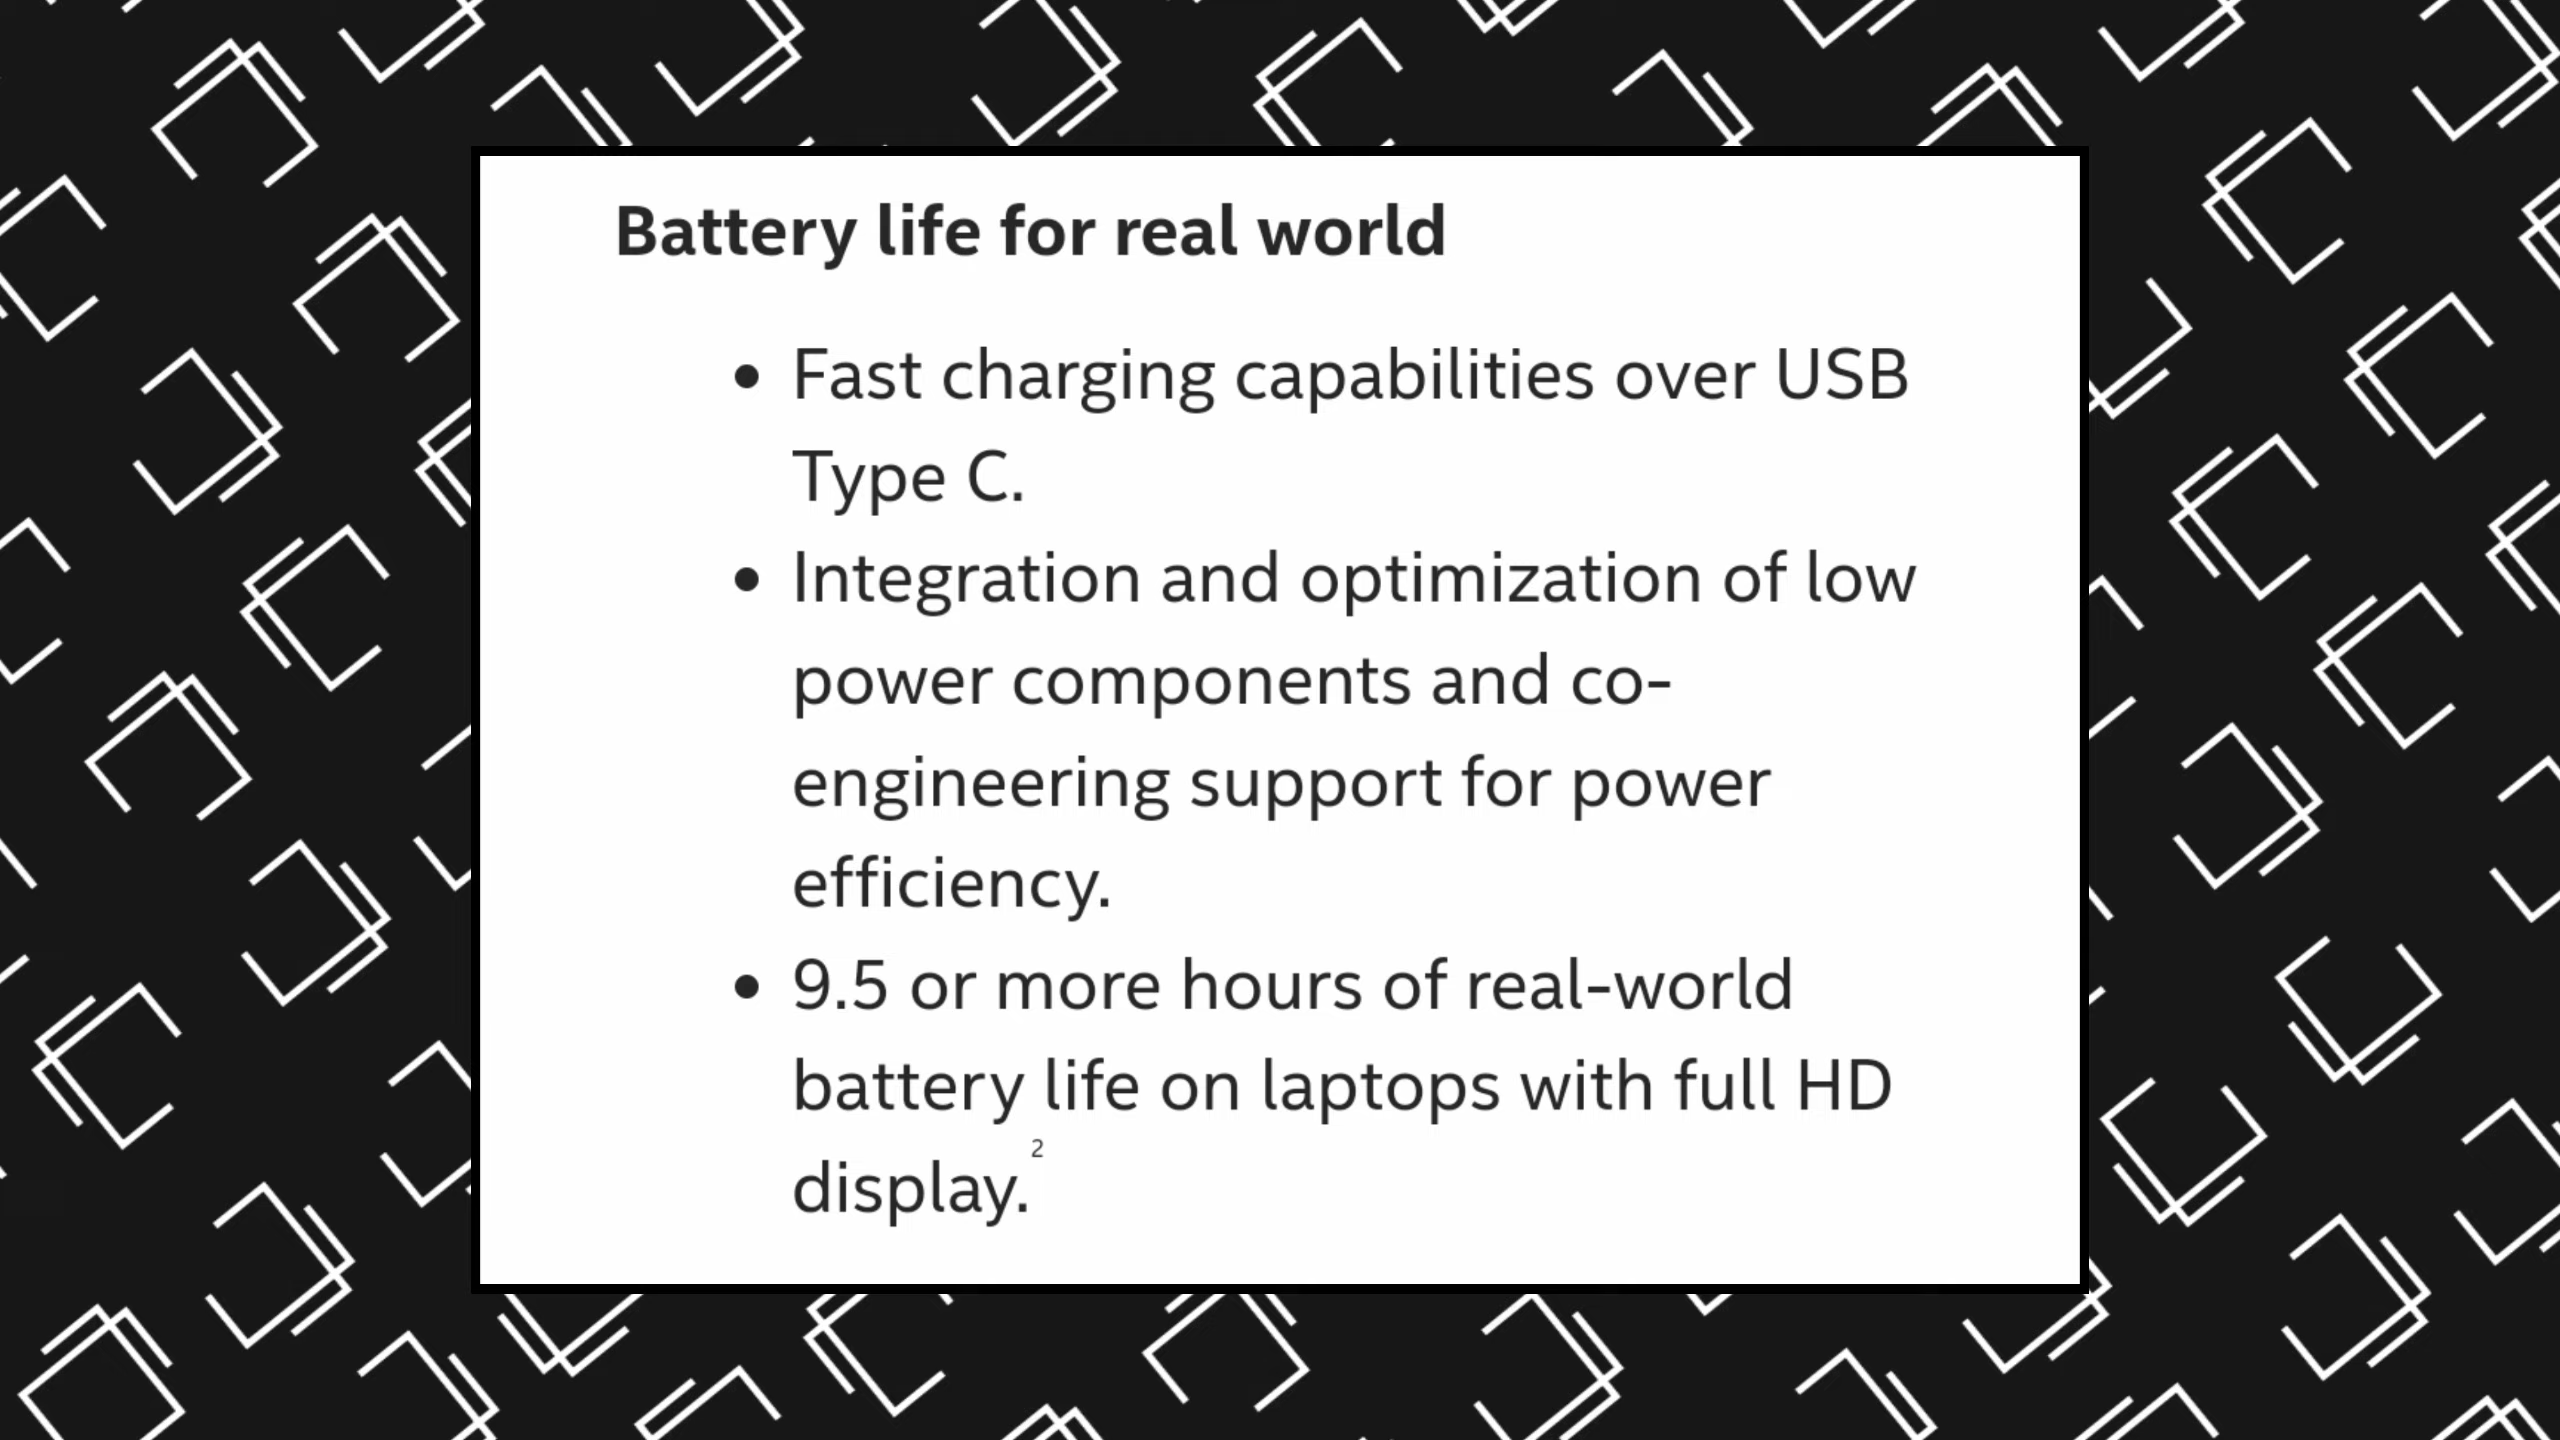 Battery life for real world
• Fast charging capabilities over USB
Type C.
• Integration and optimization of low
power components and co-
engineering support for power
efficiency.
• 9.5 or more hours of real-world
battery life on laptops with full HD
display.²